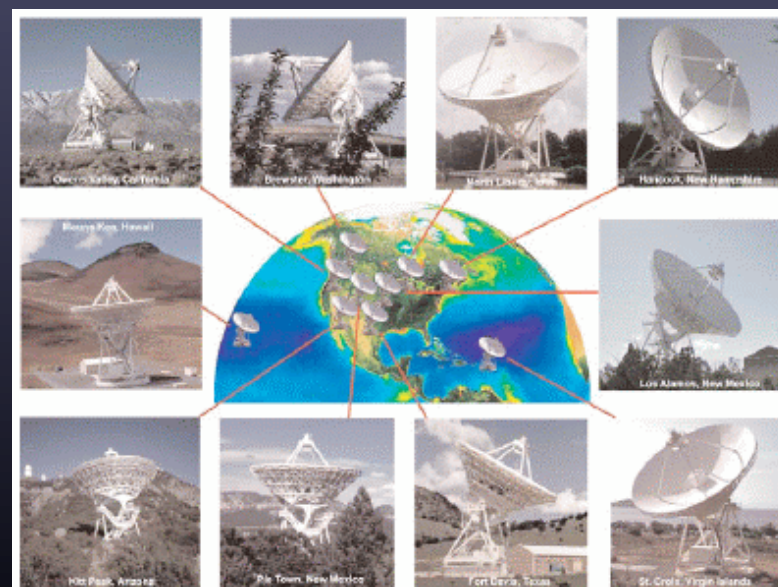 Owens Valley, California
Brewster, Washington
North Liberty, Iowa
Hancock, New Hampshire
Mauna Kea, Hawaii
Los Alamos, New Mexico
Kitt Peak, Arizona
Pie Town, New Mexico
Fort Davis, Texas
St. Croix, Virgin Islands